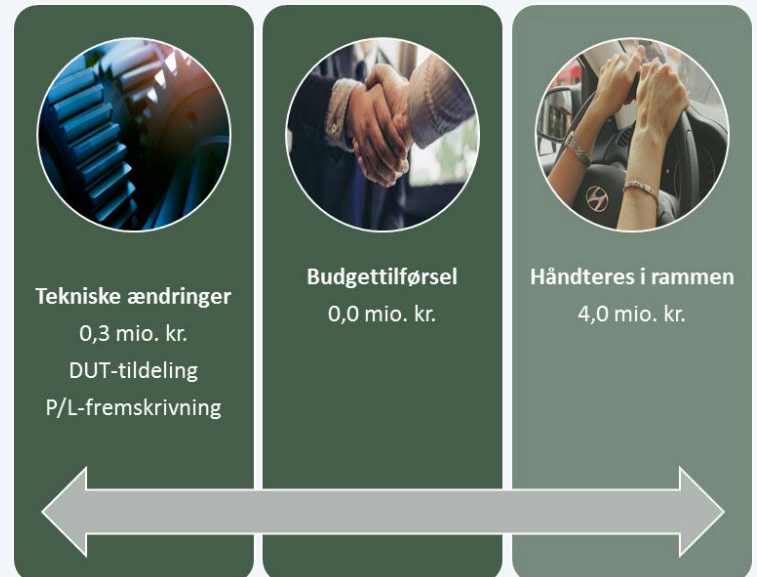 Tekniske ændringer
0,3 mio. kr.
DUT-tildeling
P/L-fremskrivning
Budgettilførsel
0,0 mio. kr.
Håndteres i rammen
4,0 mio. kr.